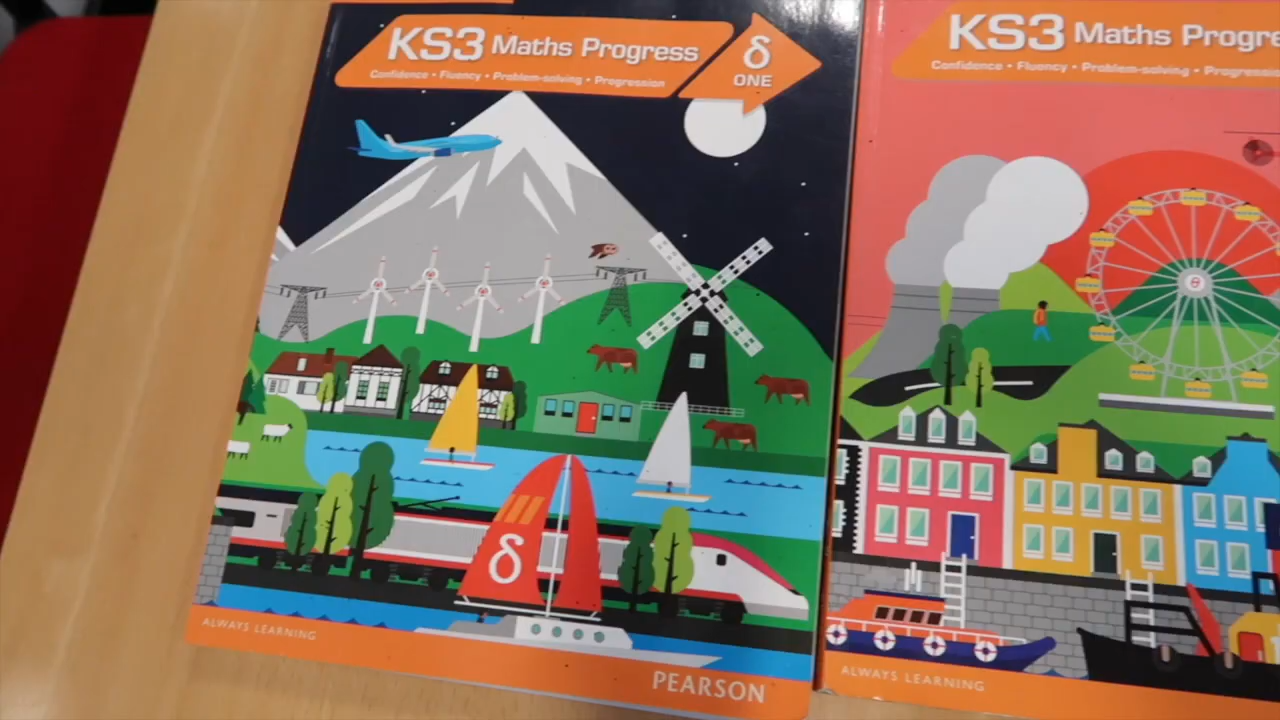 KS3 Maths Progress
Confidence • Fluency • Problem-solving • Progression
δ
ONE
δ
ALWAYS LEARNING
PEARSON
KS3 Maths Progre
Confidence • Fluency • Problem-solving • Progression
ALWAYS LEARNING